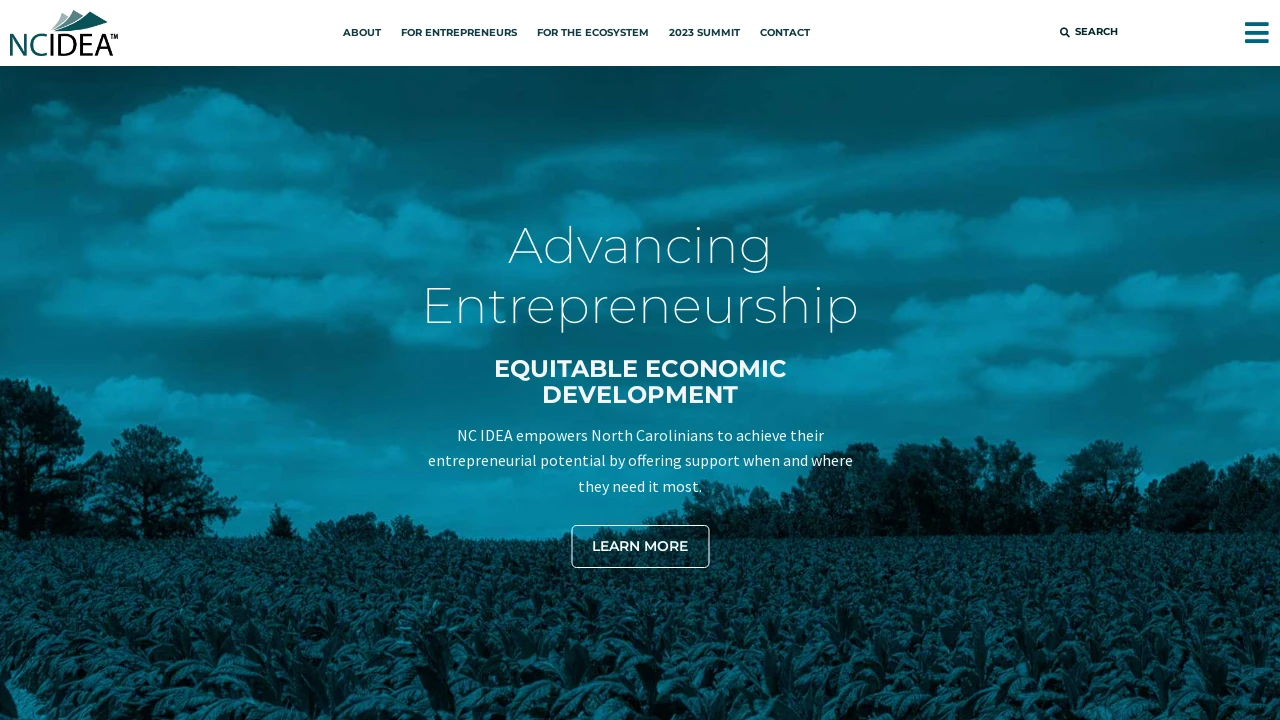 NCIDEA™
ABOUT
FOR ENTREPRENEURS
FOR THE ECOSYSTEM
2023 SUMMIT
CONTACT
SEARCH
Advancing
Entrepreneurship
EQUITABLE ECONOMIC
DEVELOPMENT
NC IDEA empowers North Carolinians to achieve their
entrepreneurial potential by offering support when and where
they need it most.
LEARN MORE